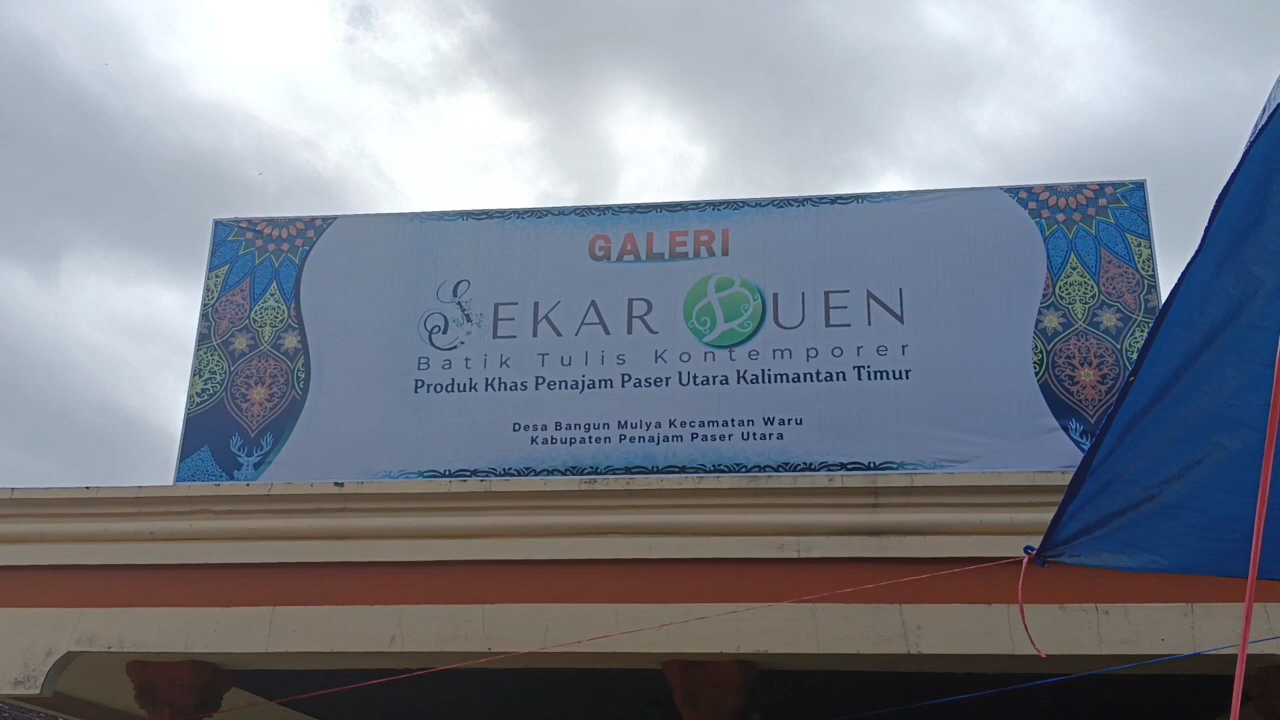 GALERI
SEKAR BUEN
Batik Tulis Kontemporer
Produk Khas Penajam Paser Utara Kalimantan Timur
Desa Bangun Mulya Kecamatan Waru
Kabupaten Penajam Paser Utara